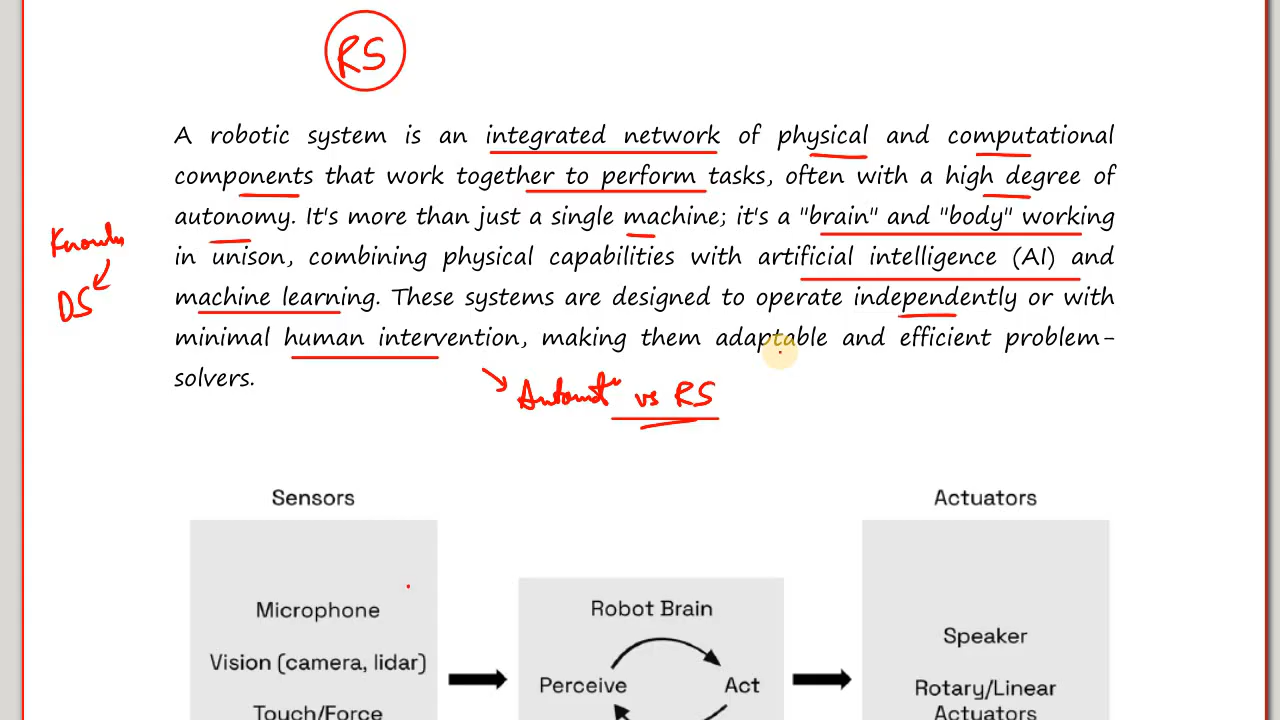 RS
A robotic system is an integrated network of physical and computational
components that work together to perform tasks, often with a high degree of
autonomy. It's more than just a single machine; it's a "brain" and "body" working
in unison, combining physical capabilities with artificial intelligence (AI) and
machine learning. These systems are designed to operate independently or with
minimal human intervention, making them adaptable and efficient problem-
solvers.
DS
vs RS
Sensors
Actuators
Microphone
Robot Brain
Speaker
Vision (camera, lidar)
Perceive
Act
Rotary/Linear
Touch/Force
Actuators